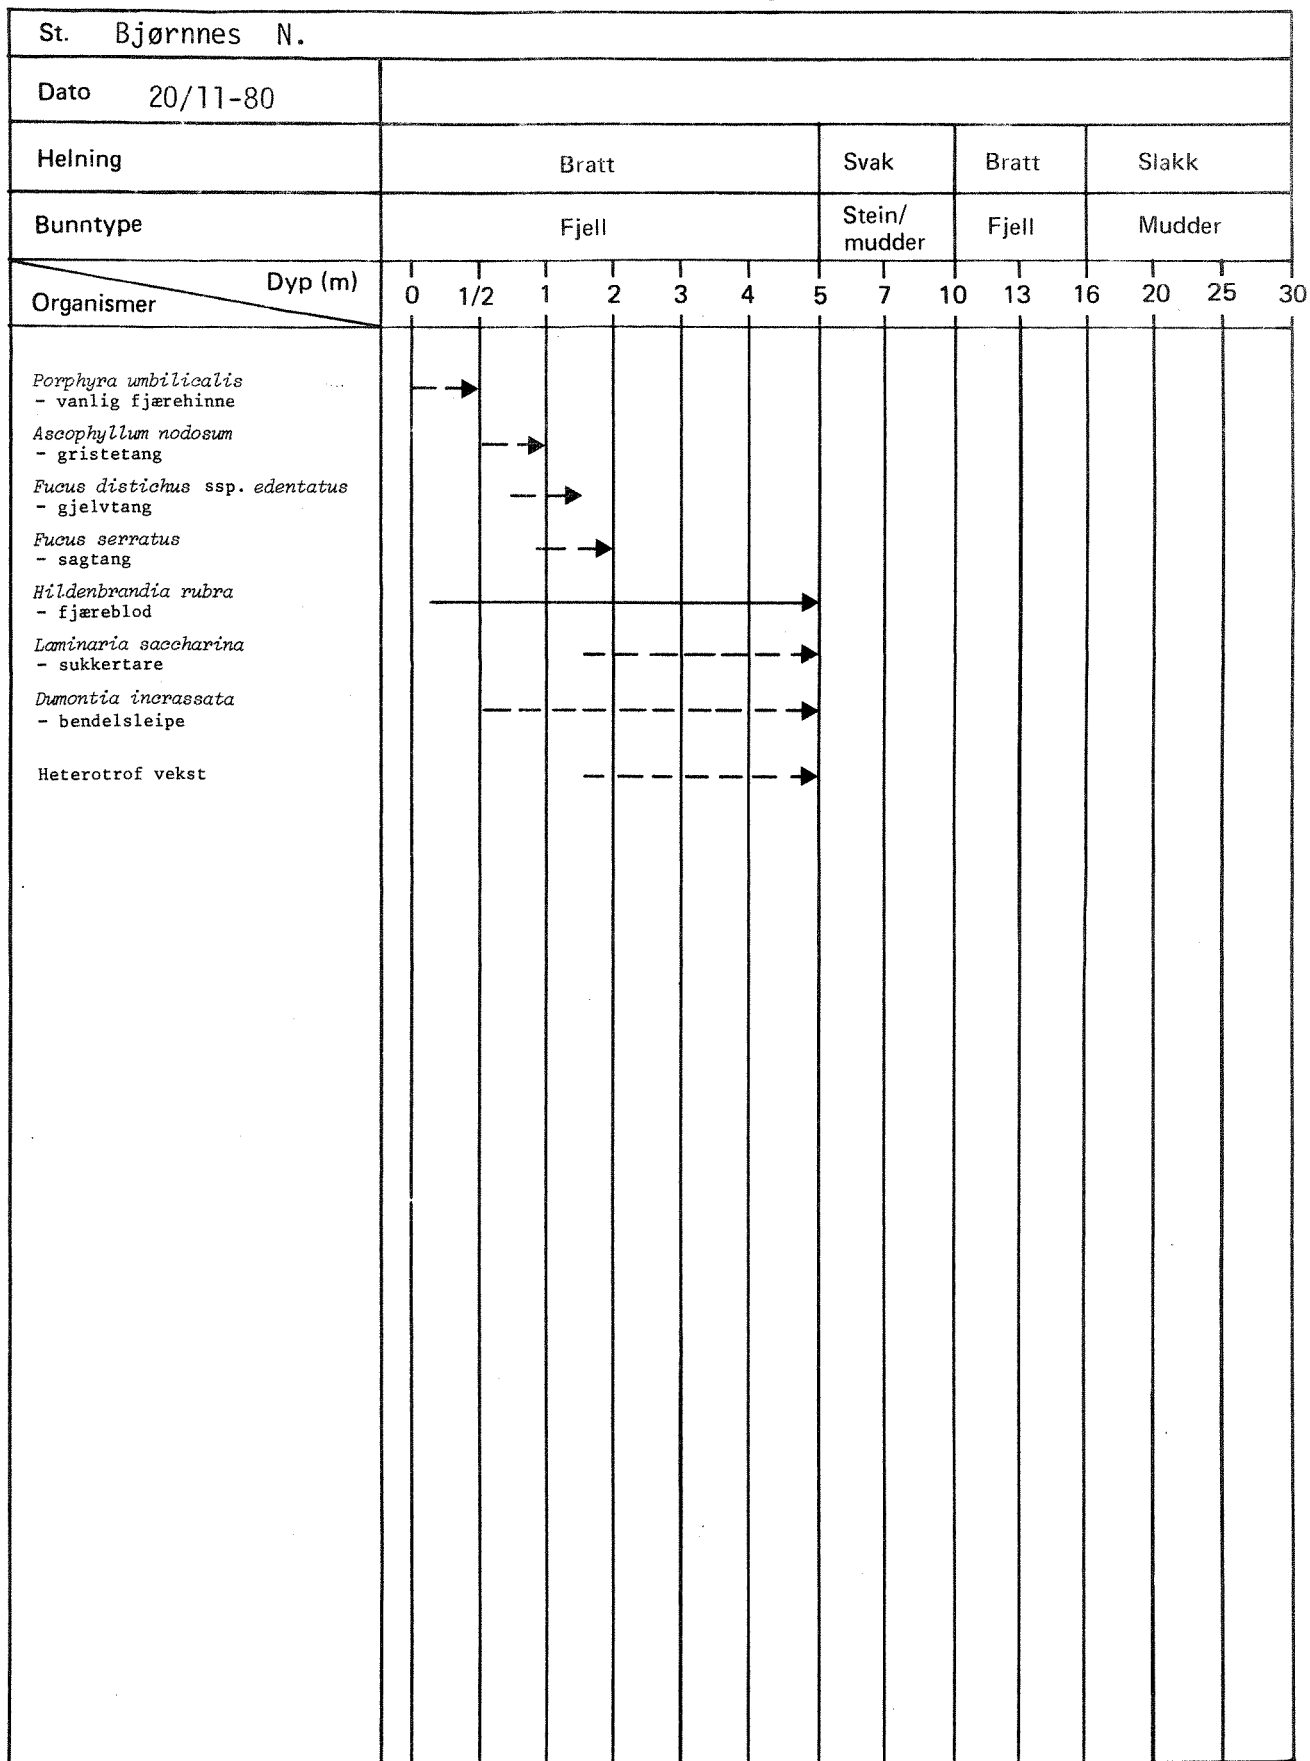 St. Bjørnnes N.
Dato 20/11-80
Helning Bratt Svak Bratt Slakk
Bunntype Fjell Stein/ mudder Fjell Mudder
Dyp (m)
Organismer 0 1/2 1 2 3 4 5 7 10 13 16 20 25 30
Porphyra umbilicalis
- vanlig fjærehinne
Ascophyllum nodosum
- gristetang
Fucus distichus ssp. edentatus
- gjelvtang
Fucus serratus
- sagtang
Hildenbrandia rubra
- fjæreblod
Laminaria saccharina
- sukkertare
Dumontia incrassata
- bendelsleipe
Heterotrof vekst